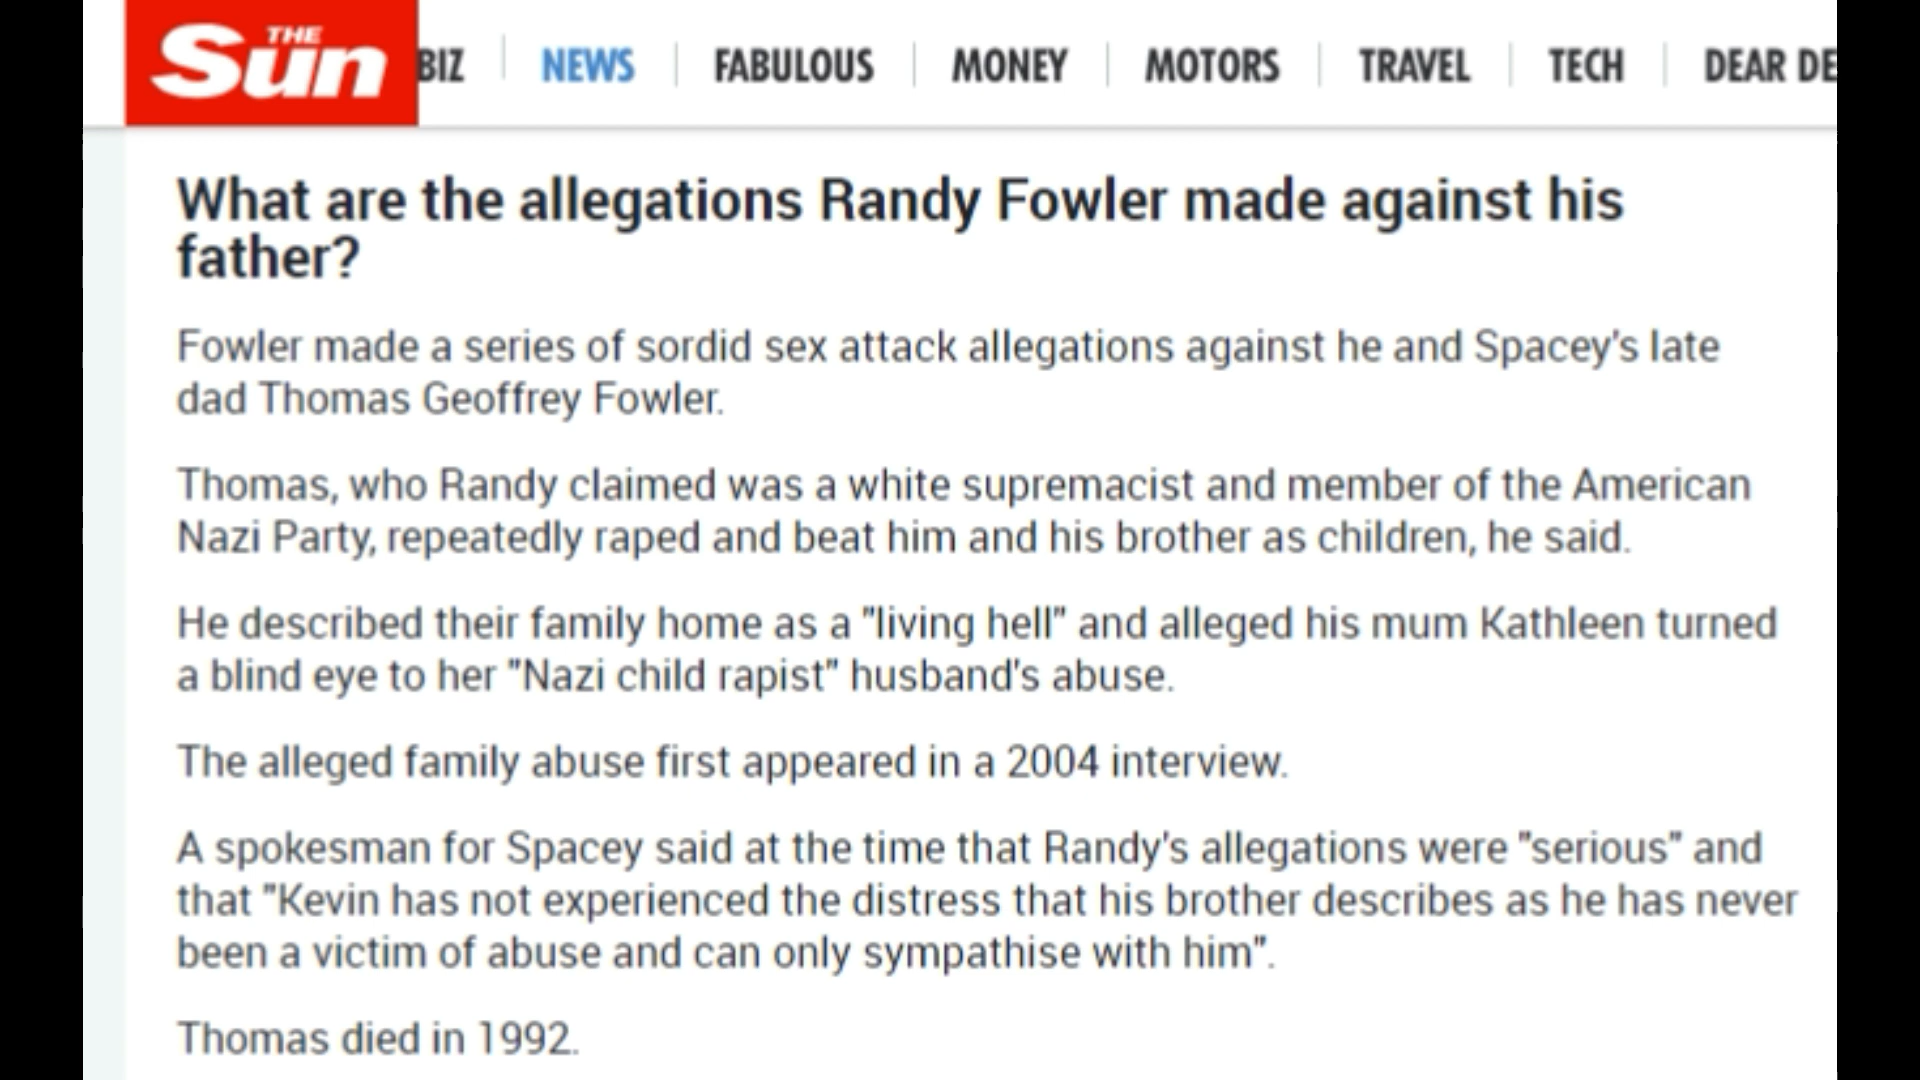 THE
Sun
BIZ
NEWS
FABULOUS
MONEY
MOTORS
TRAVEL
TECH
DEAR DE
What are the allegations Randy Fowler made against his
father?
Fowler made a series of sordid sex attack allegations against he and Spacey's late
dad Thomas Geoffrey Fowler.
Thomas, who Randy claimed was a white supremacist and member of the American
Nazi Party, repeatedly raped and beat him and his brother as children, he said.
He described their family home as a "living hell" and alleged his mum Kathleen turned
a blind eye to her "Nazi child rapist" husband's abuse.
The alleged family abuse first appeared in a 2004 interview.
A spokesman for Spacey said at the time that Randy's allegations were "serious" and
that "Kevin has not experienced the distress that his brother describes as he has never
been a victim of abuse and can only sympathise with him".
Thomas died in 1992.